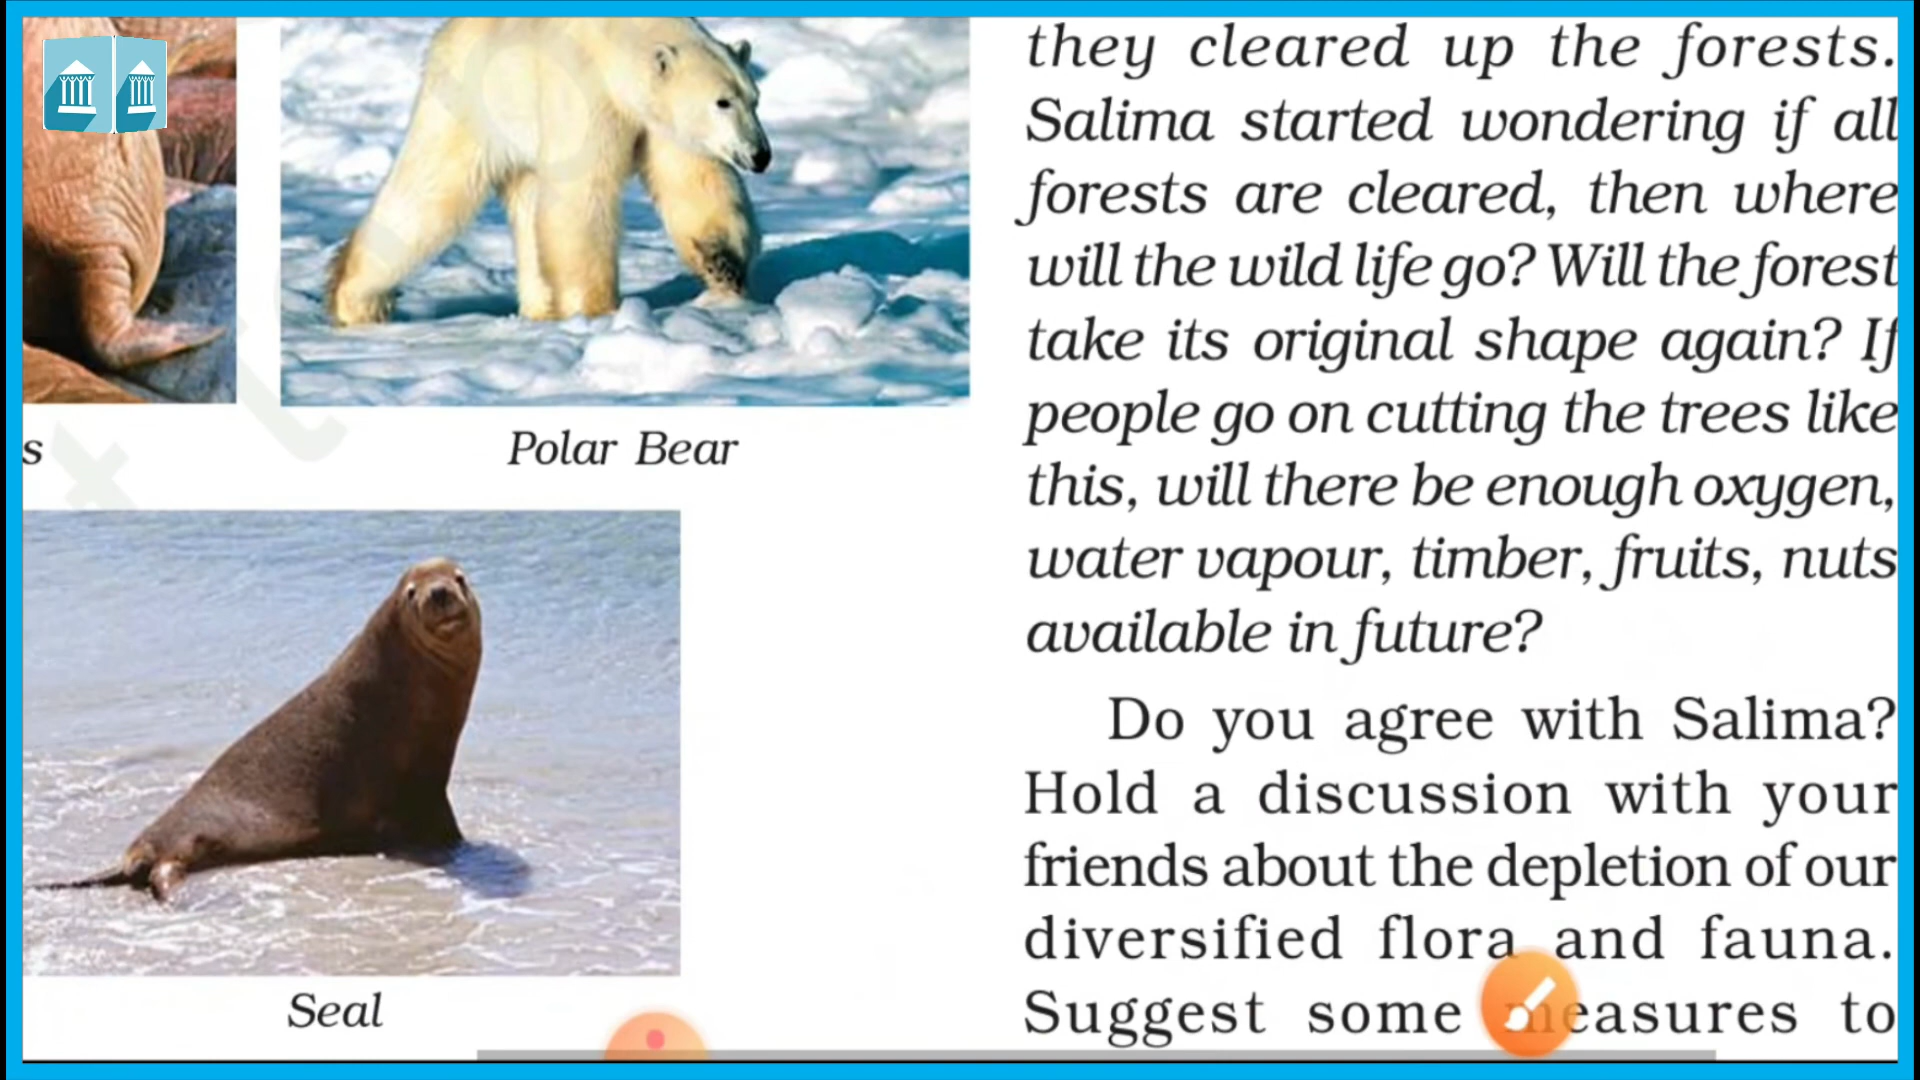 s
Polar Bear
Seal
they cleared up the forests.
Salima started wondering if all
forests are cleared, then where
will the wild life go? Will the forest
take its original shape again? If
people go on cutting the trees like
this, will there be enough oxygen,
water vapour, timber, fruits, nuts
available in future?
Do you agree with Salima?
Hold a discussion with your
friends about the depletion of our
diversified flora and fauna.
Suggest some measures to